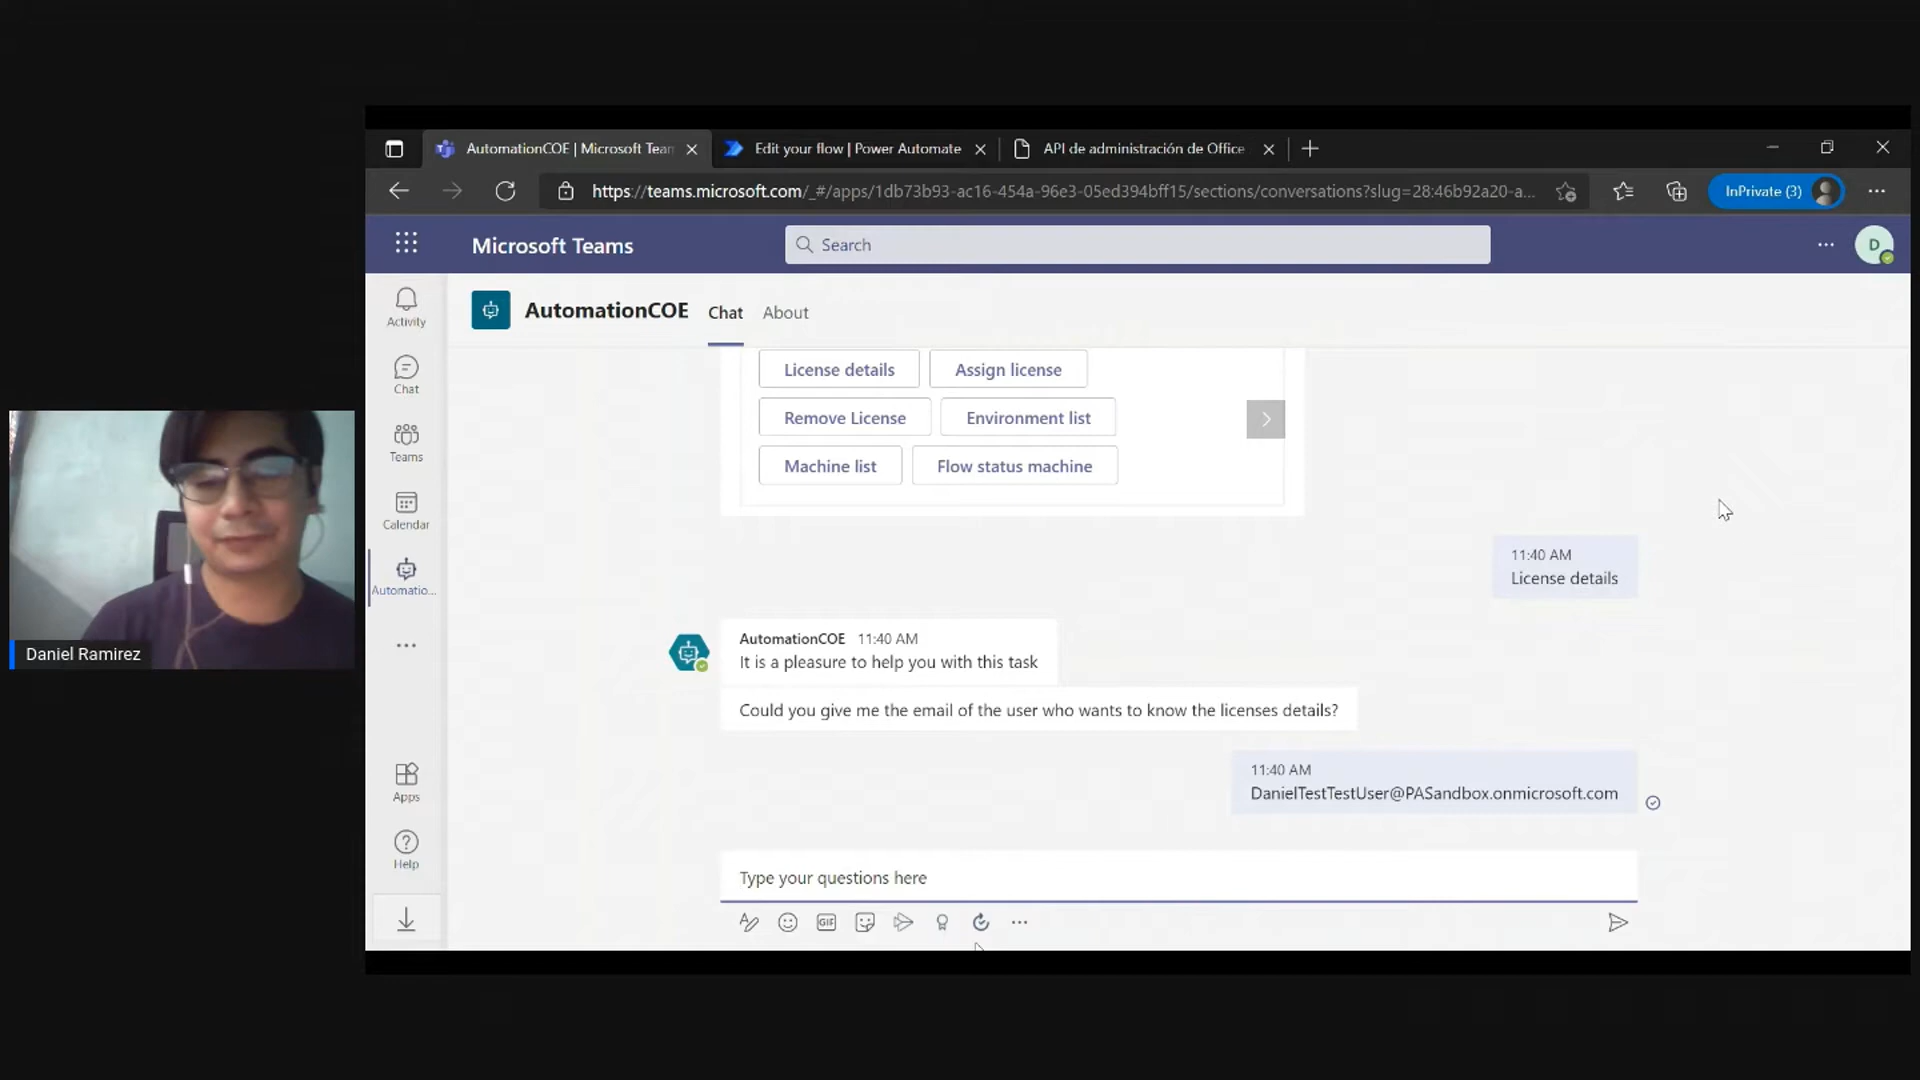 AutomationCOE | Microsoft Tean
Edit your flow | Power Automate
API de administración de Office
https://teams.microsoft.com/_#/apps/1db73b93-ac16-454a-96e3-05ed394bff15/sections/conversations?slug=28:46b92a20-a...
InPrivate (3)
Microsoft Teams
Search
D
Activity
Chat
Teams
Calendar
Automatio...
Apps
Help
AutomationCOE
Chat
About
License details
Assign license
Remove License
Environment list
Machine list
Flow status machine
11:40 AM
License details
AutomationCOE 11:40 AM
It is a pleasure to help you with this task
Could you give me the email of the user who wants to know the licenses details?
11:40 AM
DanielTestTestUser@PASandbox.onmicrosoft.com
Type your questions here
GIF
Daniel Ramirez